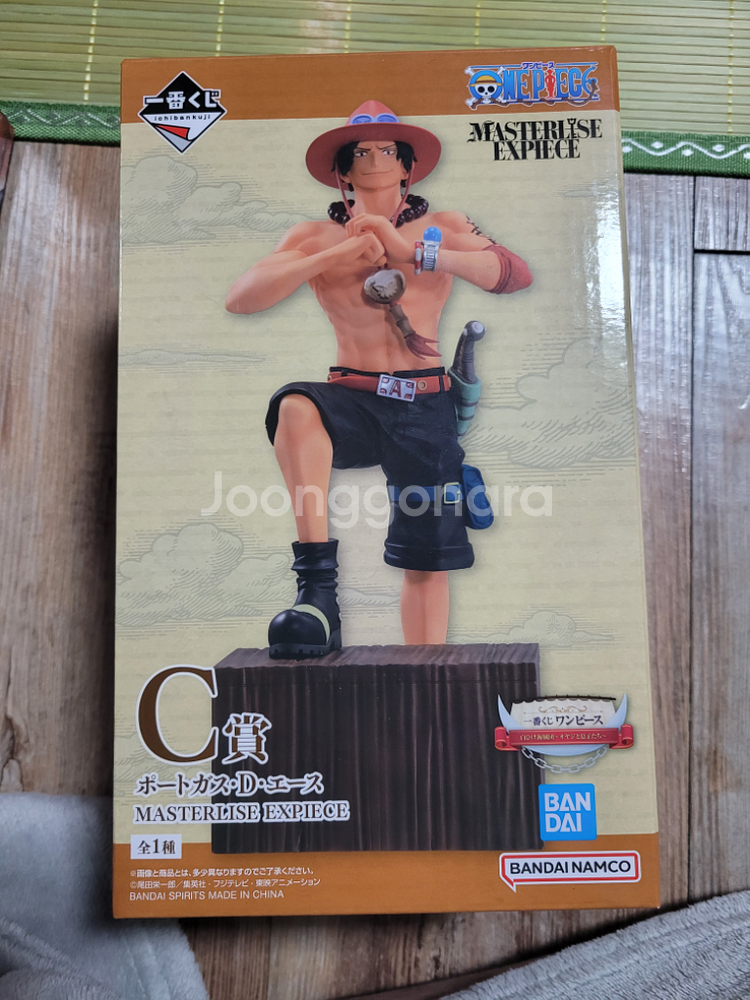 一番くじ
ichibankuji
ワンピース
ONE PIECE
MASTERLISE
EXPIECE
A
Joonggonara
C賞
ポートガス・D・エース
MASTERLISE EXPIECE
全1種
※画像と商品とは、多少異なりますのでご了承ください。
©尾田栄一郎/集英社・フジテレビ・東映アニメーション
BANDAI SPIRITS MADE IN CHINA
一番くじ ワンピース
BAN
DAI
BANDAI NAMCO